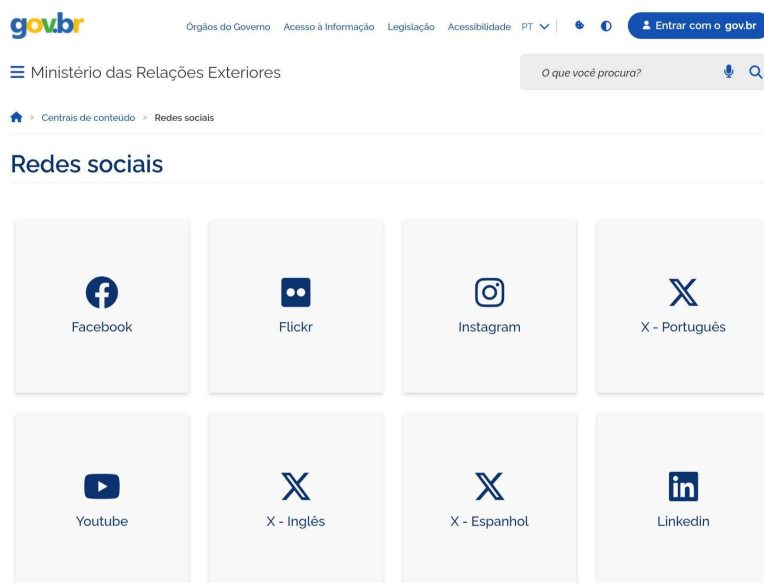 gov.br
Órgãos do Governo Acesso à Informação Legislação Acessibilidade PT Entrar com o gov.br
Ministério das Relações Exteriores O que você procura?
> Centrais de conteúdo > Redes sociais
Redes sociais
Facebook Flickr Instagram X - Português
Youtube X - Inglês X - Espanhol Linkedin